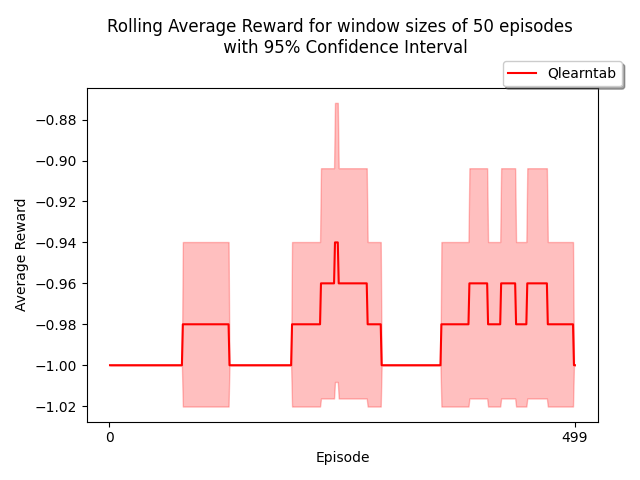 Rolling Average Reward for window sizes of 50 episodes
with 95% Confidence Interval
Qlearntab
−0.88
−0.90
−0.92
−0.94
−0.96
−0.98
−1.00
−1.02
Average Reward
0
499
Episode